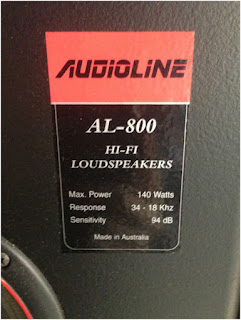 AUDIOLINE
AL-800
HI-FI
LOUDSPEAKERS
Max. Power 140 Watts
Response 34 - 18 Khz
Sensitivity 94 dB
Made in Australia